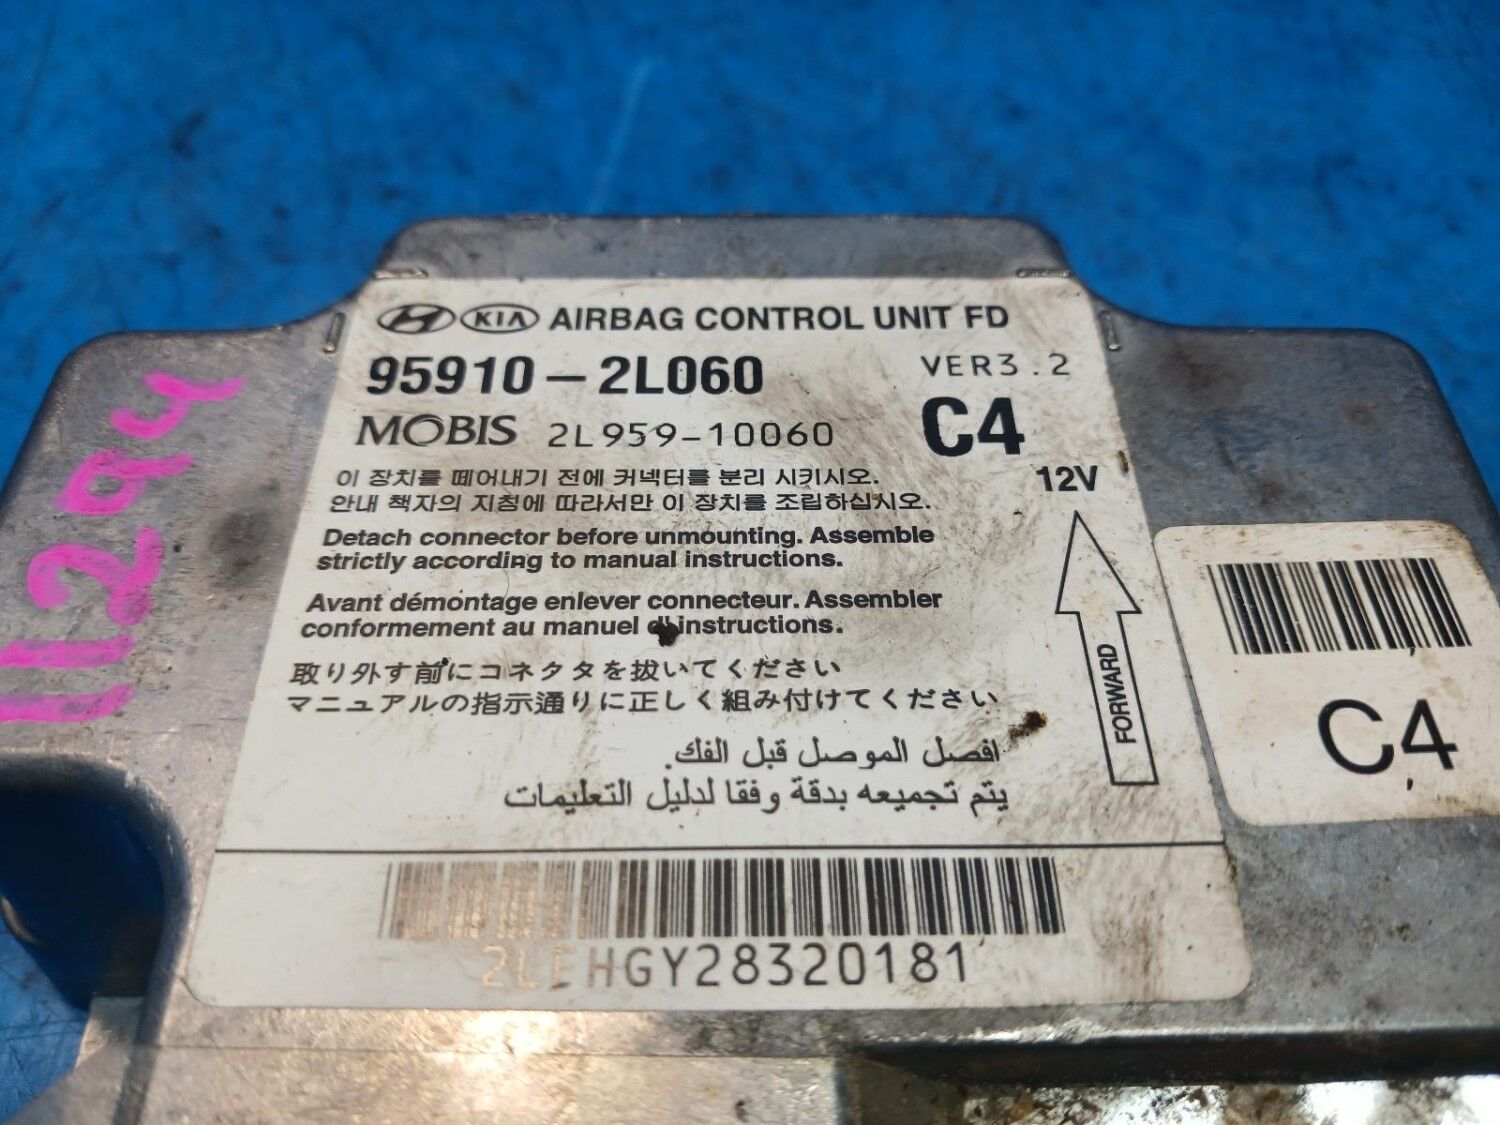 KIA AIRBAG CONTROL UNIT FD
95910-2L060 VER3.2
MOBIS 2L959-10060 C4
이 장치를 떼어내기 전에 커넥터를 분리 시키시오.
안내 책자의 지침에 따라서만 이 장치를 조립하십시오.
12V
Detach connector before unmounting. Assemble
strictly according to manual instructions.
Avant démontage enlever connecteur. Assembler
conformement au manuel d'instructions.
取り外す前にコネクタを抜いてください
マニュアルの指示通りに正しく組み付けてください
افصل الموصل قبل الفك.
يتم تجميعه بدقة وفقا لدليل التعليمات
FORWARD
2LEHGY28320181
C4
11294